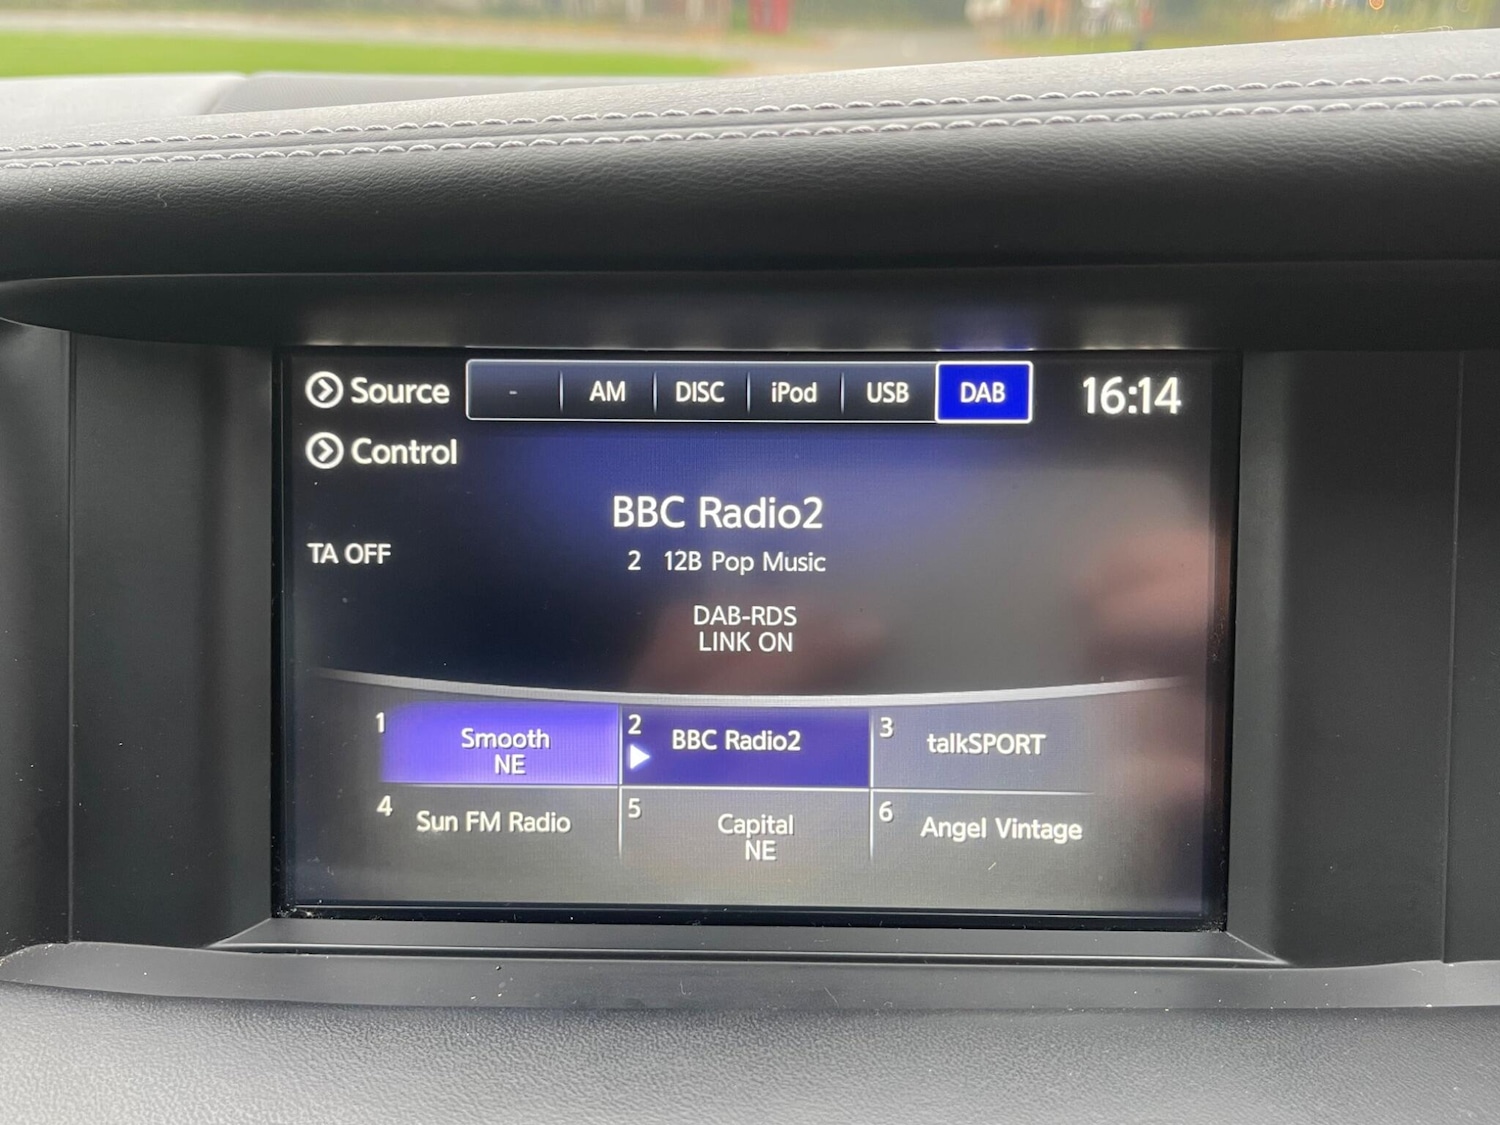 Source
- AM DISC iPod USB DAB
16:14
Control
BBC Radio2
TA OFF
2 12B Pop Music
DAB-RDS
LINK ON
1 Smooth
NE
2 BBC Radio2
3 talkSPORT
4 Sun FM Radio
5 Capital
NE
6 Angel Vintage